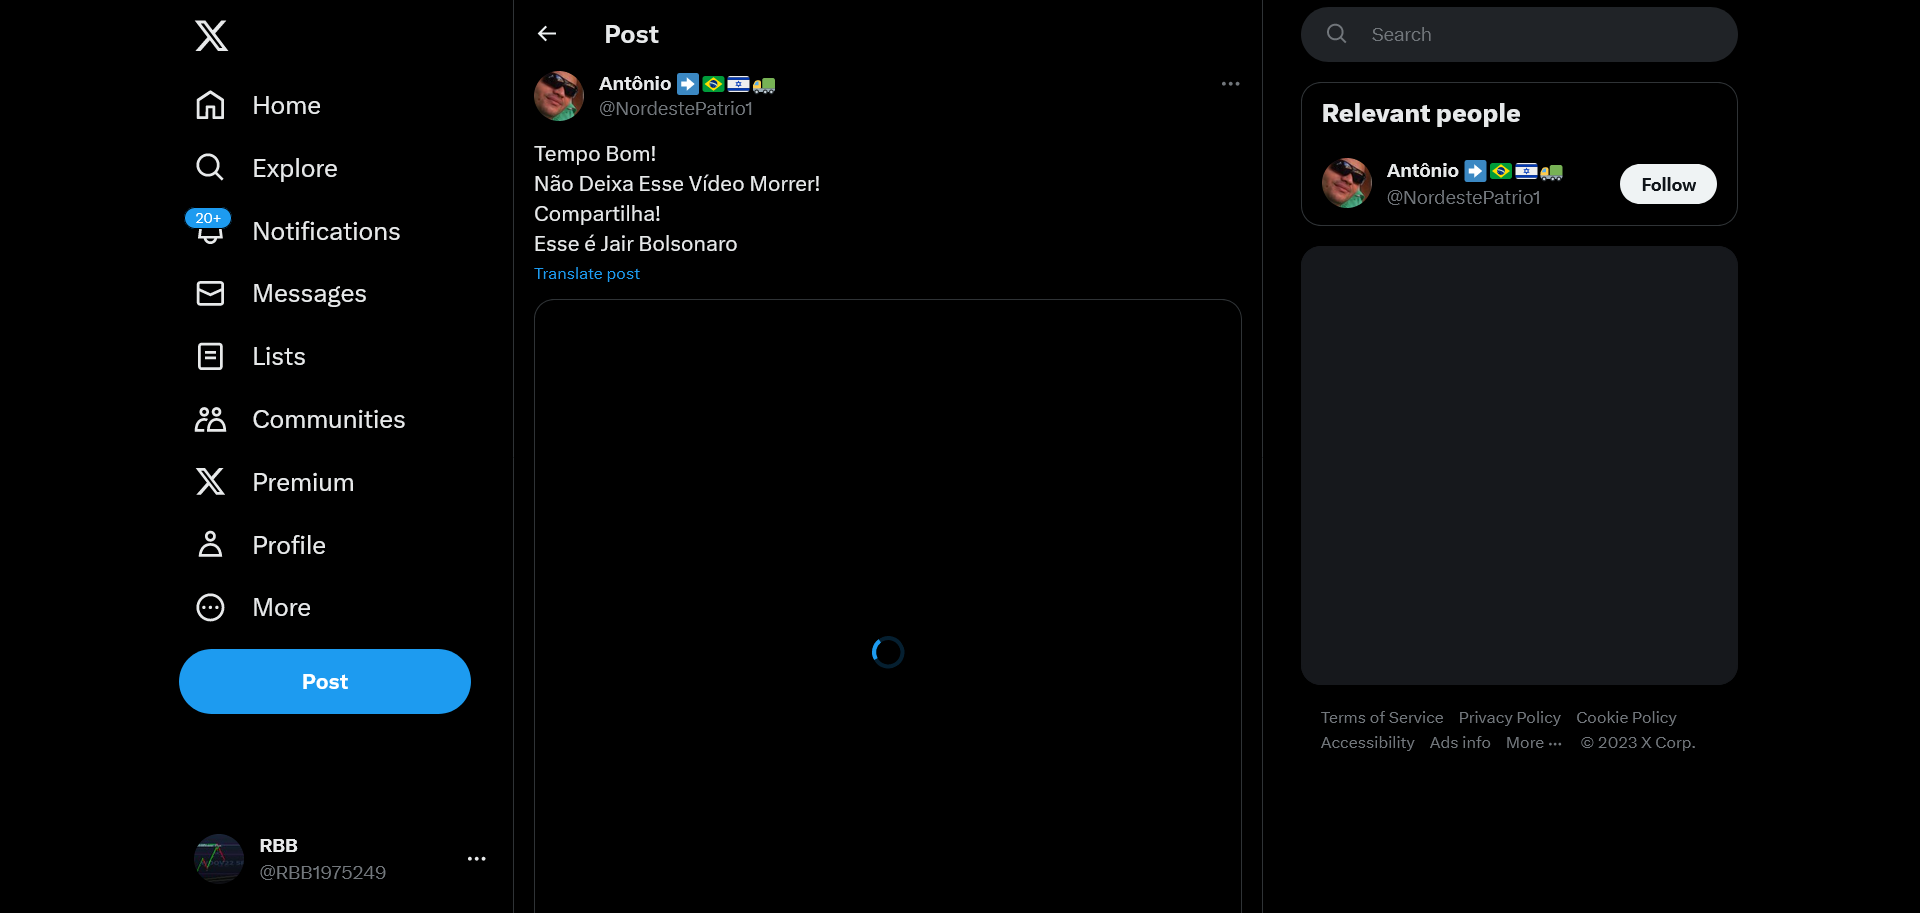 Home
Explore
20+
Notifications
Messages
Lists
Communities
Premium
Profile
More
Post
RBB
@RBB1975249
Post
Antônio ➡️🇧🇷🇮🇱🚛
@NordestePatrio1
Tempo Bom!
Não Deixa Esse Vídeo Morrer!
Compartilha!
Esse é Jair Bolsonaro
Translate post
Search
Relevant people
Antônio ➡️🇧🇷🇮🇱🚛
@NordestePatrio1
Follow
Terms of Service Privacy Policy Cookie Policy
Accessibility Ads info More ··· © 2023 X Corp.